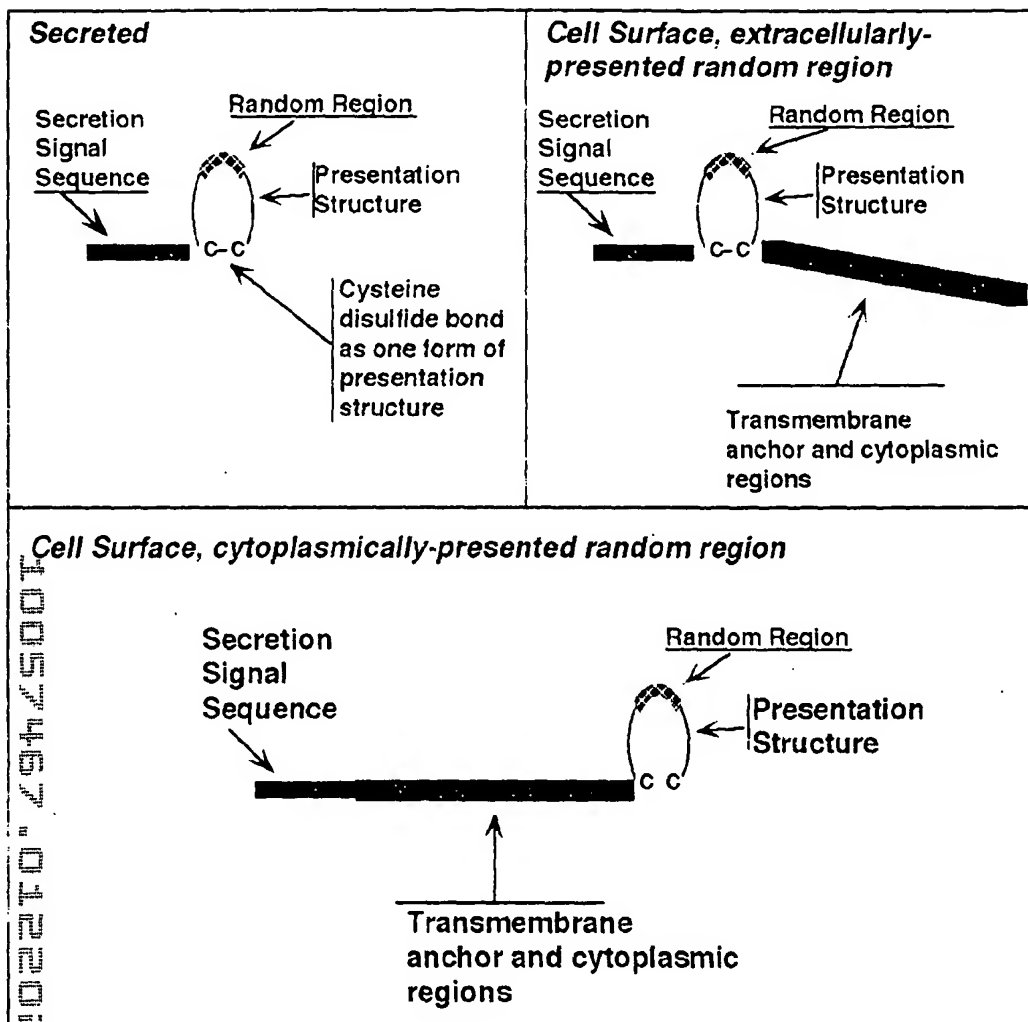 Secreted
Secretion
Signal
Sequence
Random Region
Presentation
Structure
C–C
Cysteine
disulfide bond
as one form of
presentation
structure
Cell Surface, extracellularly-
presented random region
Secretion
Signal
Sequence
Random Region
Presentation
Structure
C–C
Transmembrane
anchor and cytoplasmic
regions
Cell Surface, cytoplasmically-presented random region
Secretion
Signal
Sequence
Random Region
Presentation
Structure
C C
Transmembrane
anchor and cytoplasmic
regions